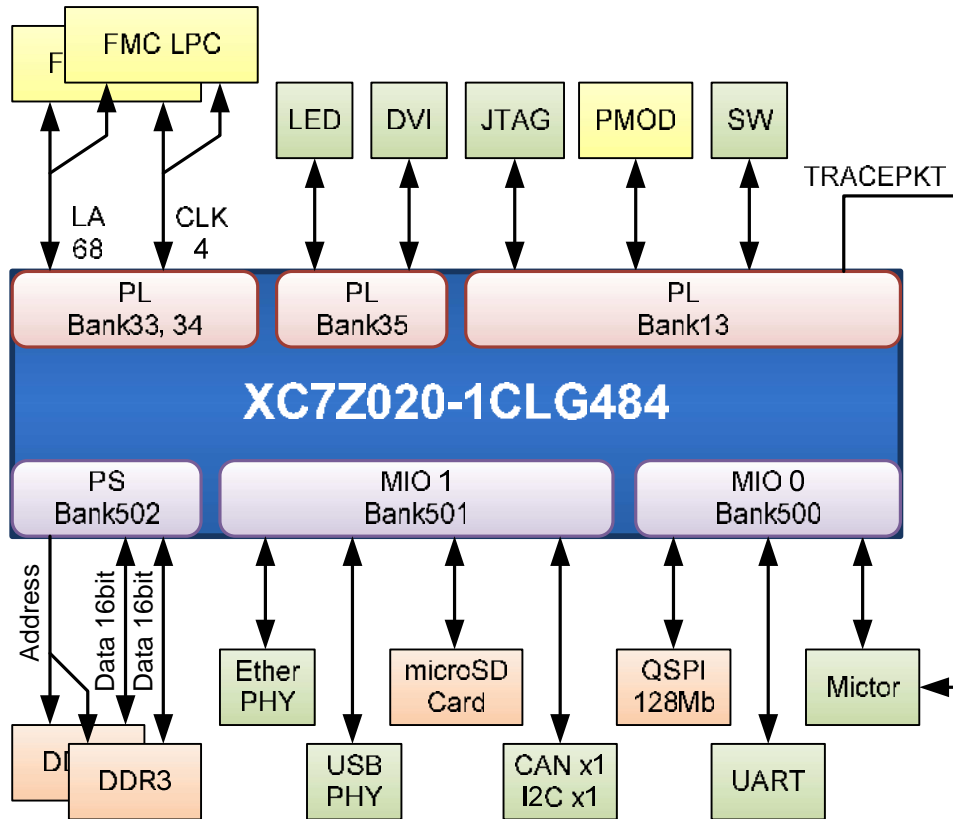 FMC LPC
F
LED
DVI
JTAG
PMOD
SW
TRACEPKT
LA
68
CLK
4
PL
Bank33, 34
PL
Bank35
PL
Bank13
XC7Z020-1CLG484
PS
Bank502
MIO 1
Bank501
MIO 0
Bank500
Address
Data 16bit
Data 16bit
Ether
PHY
microSD
Card
QSPI
128Mb
Mictor
DD
DDR3
USB
PHY
CAN x1
I2C x1
UART